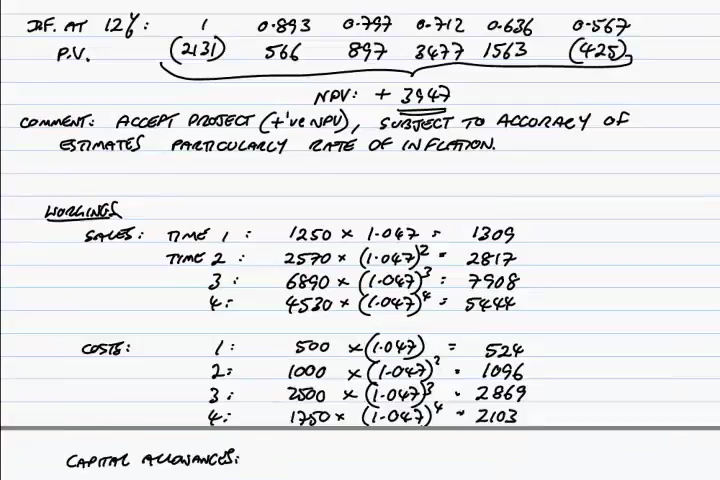 D.F. AT 12%: 1 0.893 0.797 0.712 0.636 0.567
P.V. (2131) 566 897 3477 1563 (425)
NPV: + 3947
COMMENT: ACCEPT PROJECT (+'ve NPV), SUBJECT TO ACCURACY OF
ESTIMATES PARTICULARLY RATE OF INFLATION.
WORKINGS
SALES: TIME 1: 1250 × 1.047 = 1309
TIME 2: 2570 × (1.047)² = 2817
3: 6890 × (1.047)³ = 7908
4: 4530 × (1.047)⁴ = 5444
COSTS: 1: 500 × (1.047) = 524
2: 1000 × (1.047)² = 1096
3: 2500 × (1.047)³ = 2869
4: 1750 × (1.047)⁴ = 2103
CAPITAL ALLOWANCES: